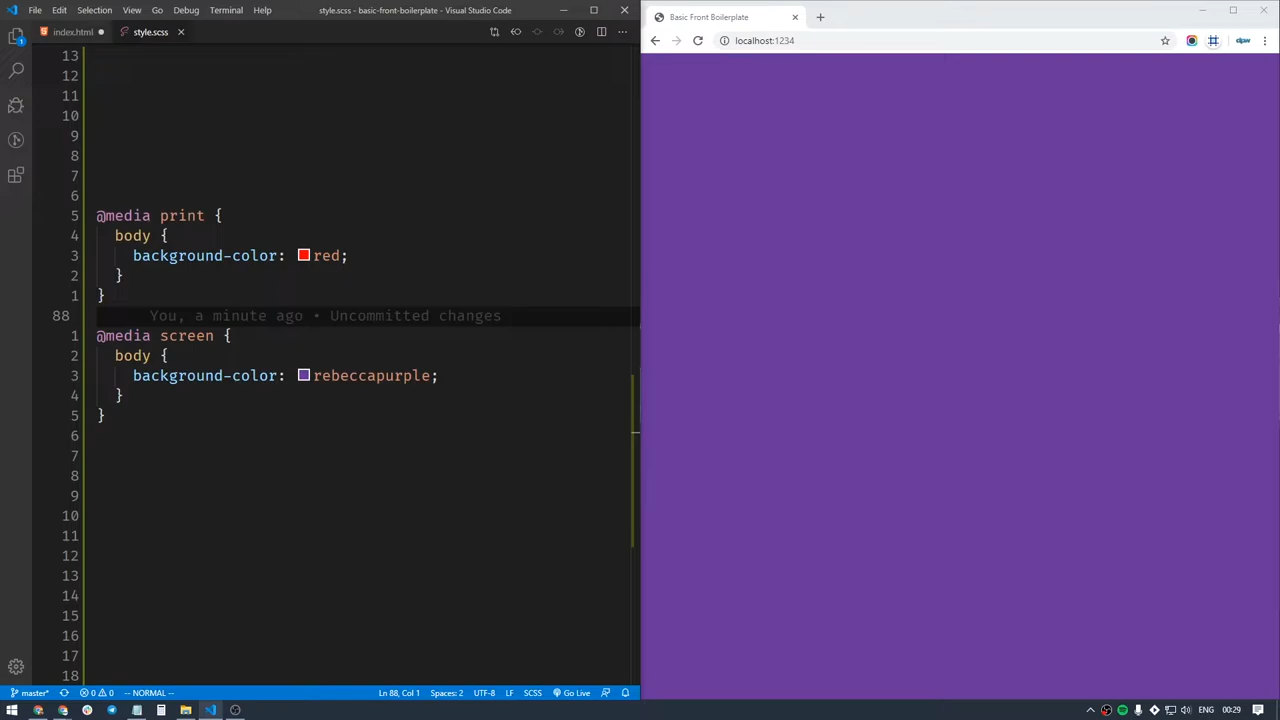 File Edit Selection View Go Debug Terminal Help style.scss - basic-front-boilerplate - Visual Studio Code
index.html style.scss
13
12
11
10
9
8
7
6
5 @media print {
4 body {
3 background-color: red;
2 }
1 }
88 You, a minute ago • Uncommitted changes
1 @media screen {
2 body {
3 background-color: rebeccapurple;
4 }
5 }
6
7
8
9
10
11
12
13
14
15
16
17
18
master* 0 0 -- NORMAL -- Ln 88, Col 1 Spaces: 2 UTF-8 LF SCSS Go Live
1
Basic Front Boilerplate
localhost:1234
dpw
ENG 00:29